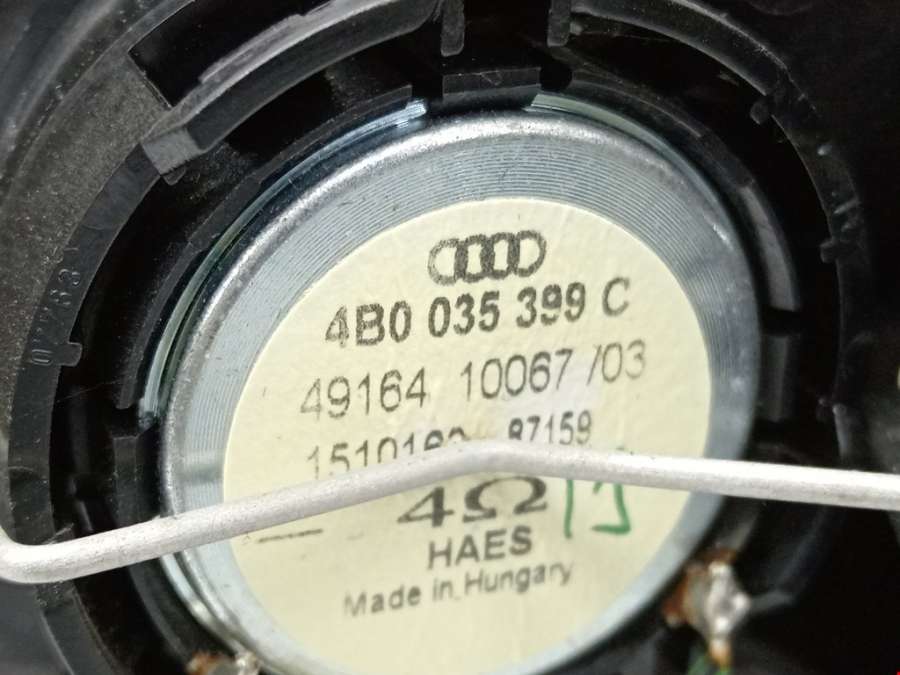 4B0 035 399 C
49164 10067 /03
87159
4Ω
HAES
Made in Hungary